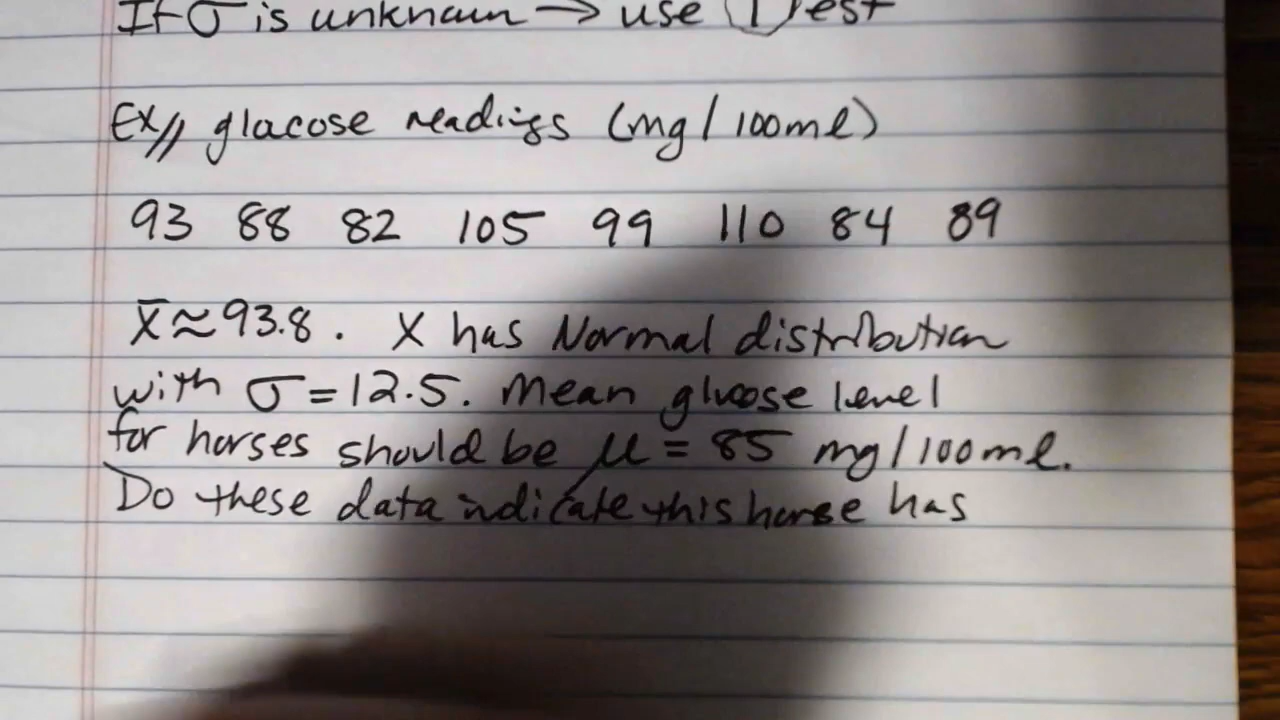 If σ is unknown → use T Test
Ex// glucose readings (mg/100ml)
93 88 82 105 99 110 84 89
x̄ ≈ 93.8. X has Normal distribution
with σ = 12.5. Mean glucose level
for horses should be μ = 85 mg/100ml.
Do these data indicate this horse has